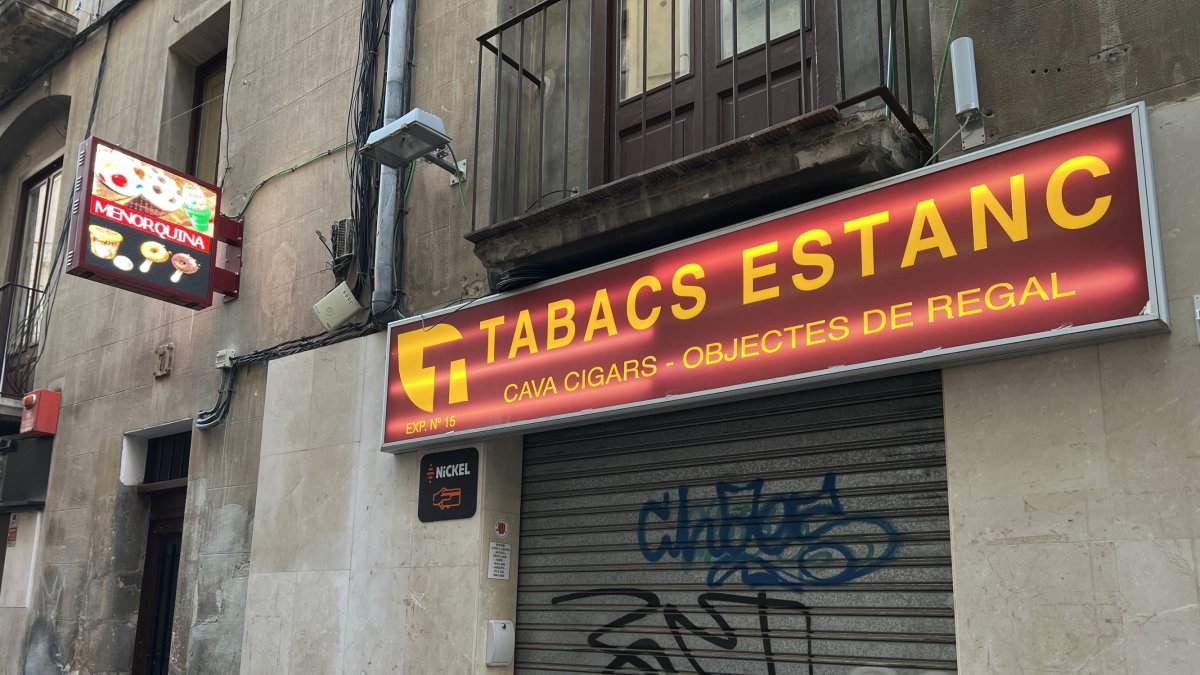 MENORQUINA
TABACS ESTANC
CAVA CIGARS - OBJECTES DE REGAL
EXP. Nº 15
NiCKEL